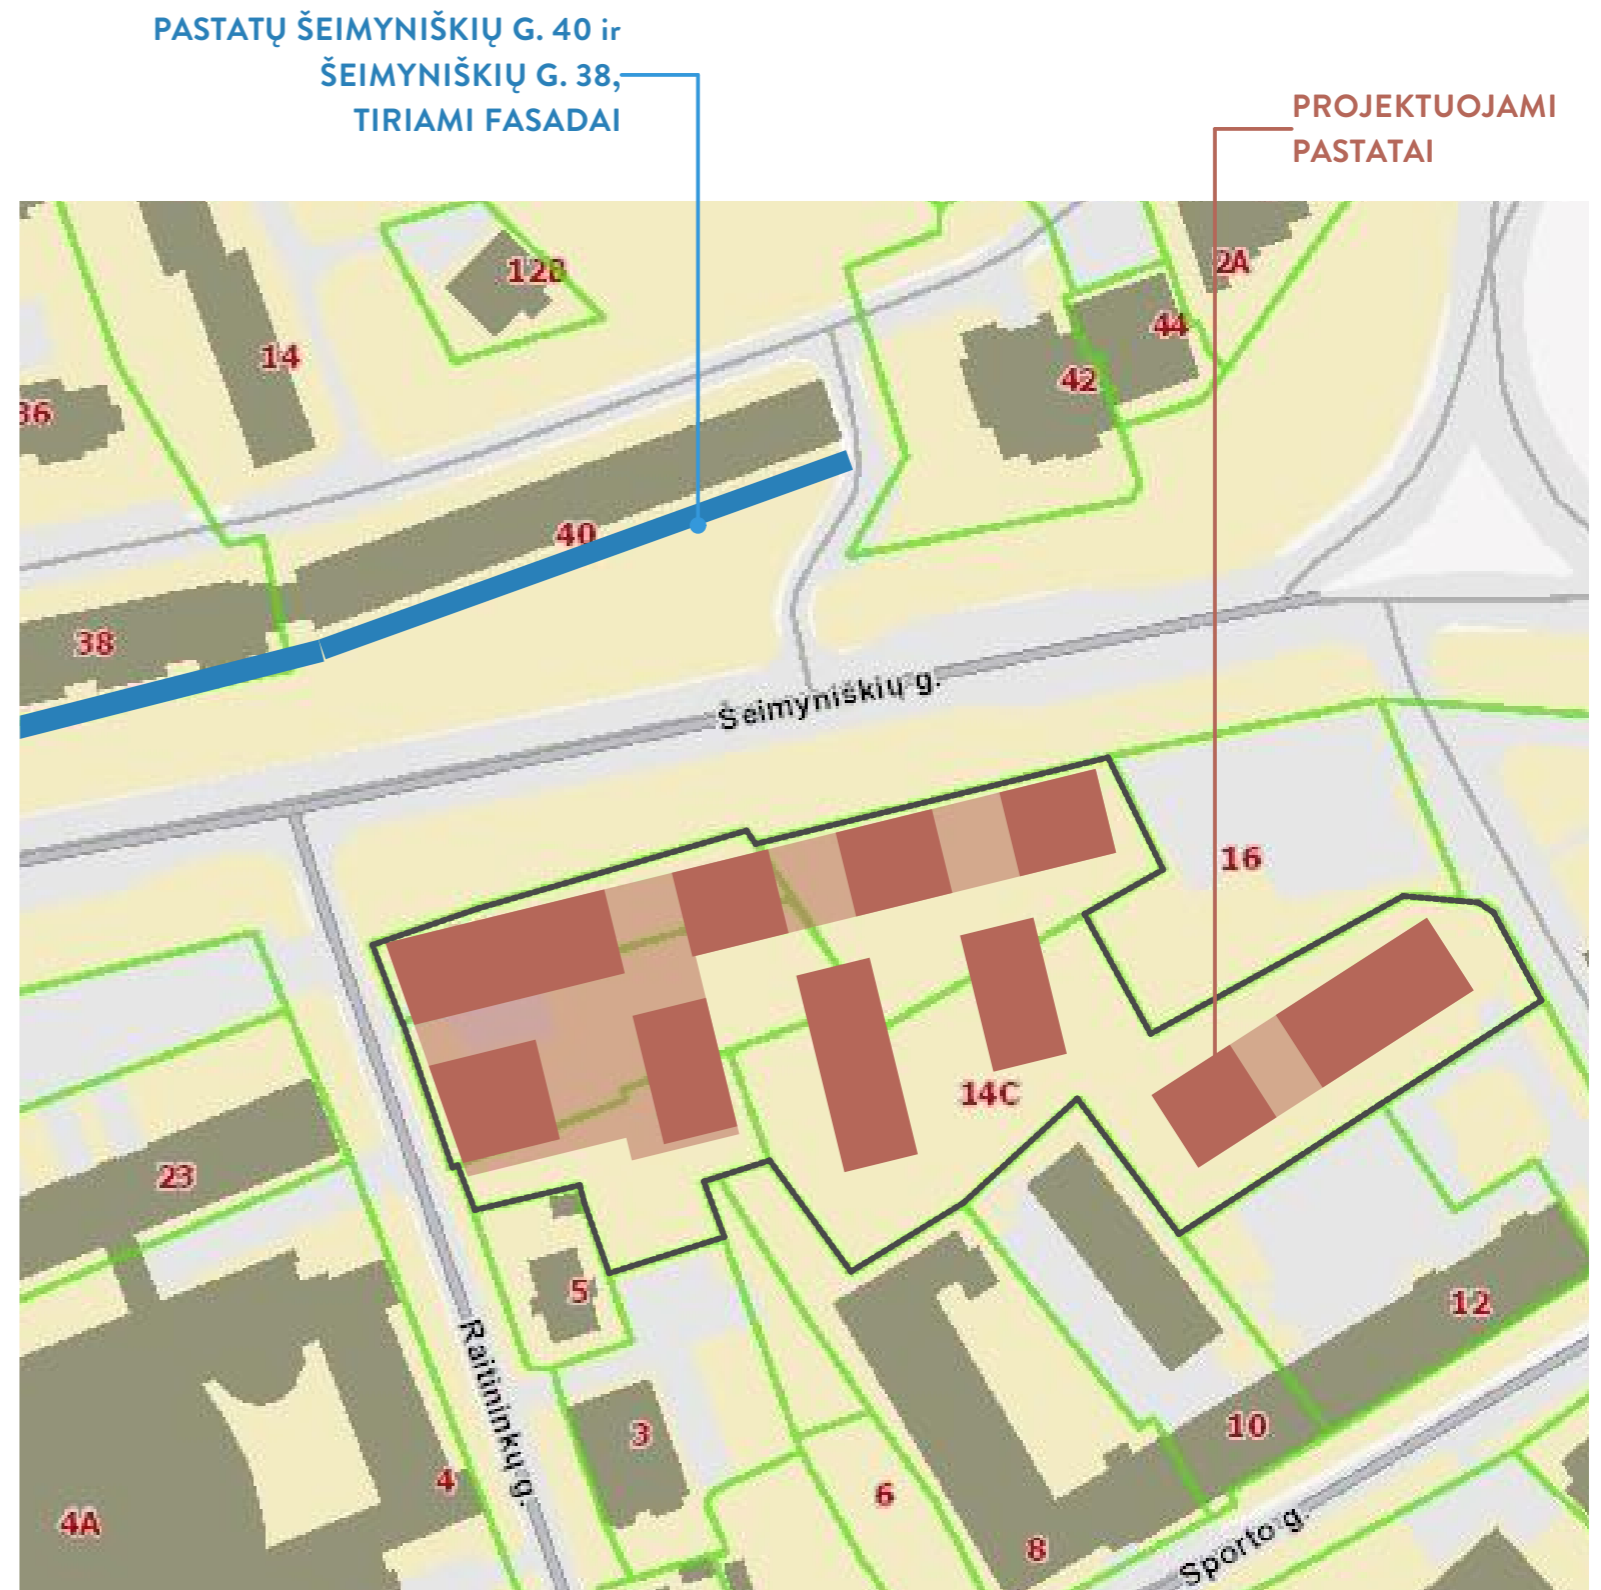 PASTATŲ ŠEIMYNIŠKIŲ G. 40 ir
ŠEIMYNIŠKIŲ G. 38,
TIRIAMI FASADAI
PROJEKTUOJAMI
PASTATAI
12B
2A
14
44
42
36
40
38
Šeimyniškių g.
16
14C
23
5
12
Raitininkų g.
3
10
4
6
4A
8
Sporto g.